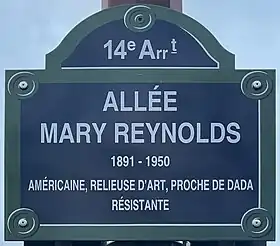 14e Arrt
ALLÉE
MARY REYNOLDS
1891 - 1950
AMÉRICAINE, RELIEUSE D'ART, PROCHE DE DADA
RÉSISTANTE